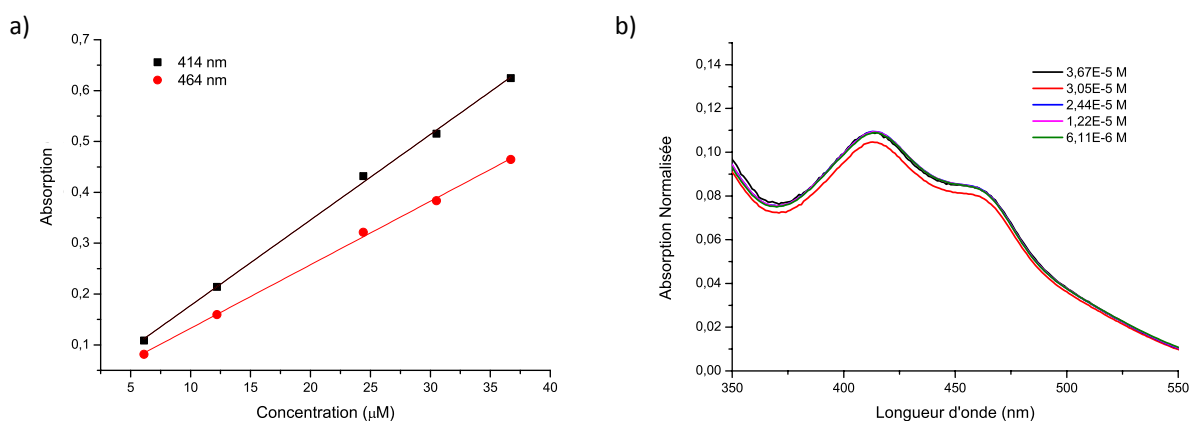 a)
414 nm
464 nm
Absorption
0,7
0,6
0,5
0,4
0,3
0,2
0,1
5 10 15 20 25 30 35 40
Concentration (μM)
b)
3,67E-5 M
3,05E-5 M
2,44E-5 M
1,22E-5 M
6,11E-6 M
Absorption Normalisée
0,14
0,12
0,10
0,08
0,06
0,04
0,02
0,00
350 400 450 500 550
Longueur d'onde (nm)